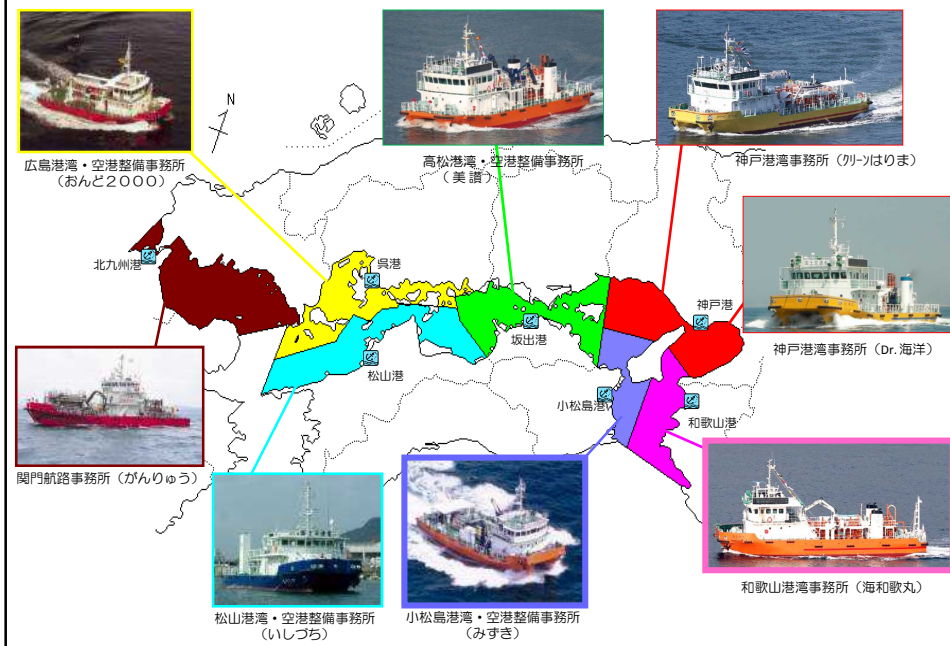 広島港湾・空港整備事務所
（おんど２０００）
高松港湾・空港整備事務所
（美讃）
神戸港湾事務所（クリーンはりま）
N
北九州港
呉港
神戸港
坂出港
松山港
神戸港湾事務所（Dr.海洋）
小松島港
和歌山港
関門航路事務所（がんりゅう）
松山港湾・空港整備事務所
（いしづち）
小松島港湾・空港整備事務所
（みずき）
和歌山港湾事務所（海和歌丸）